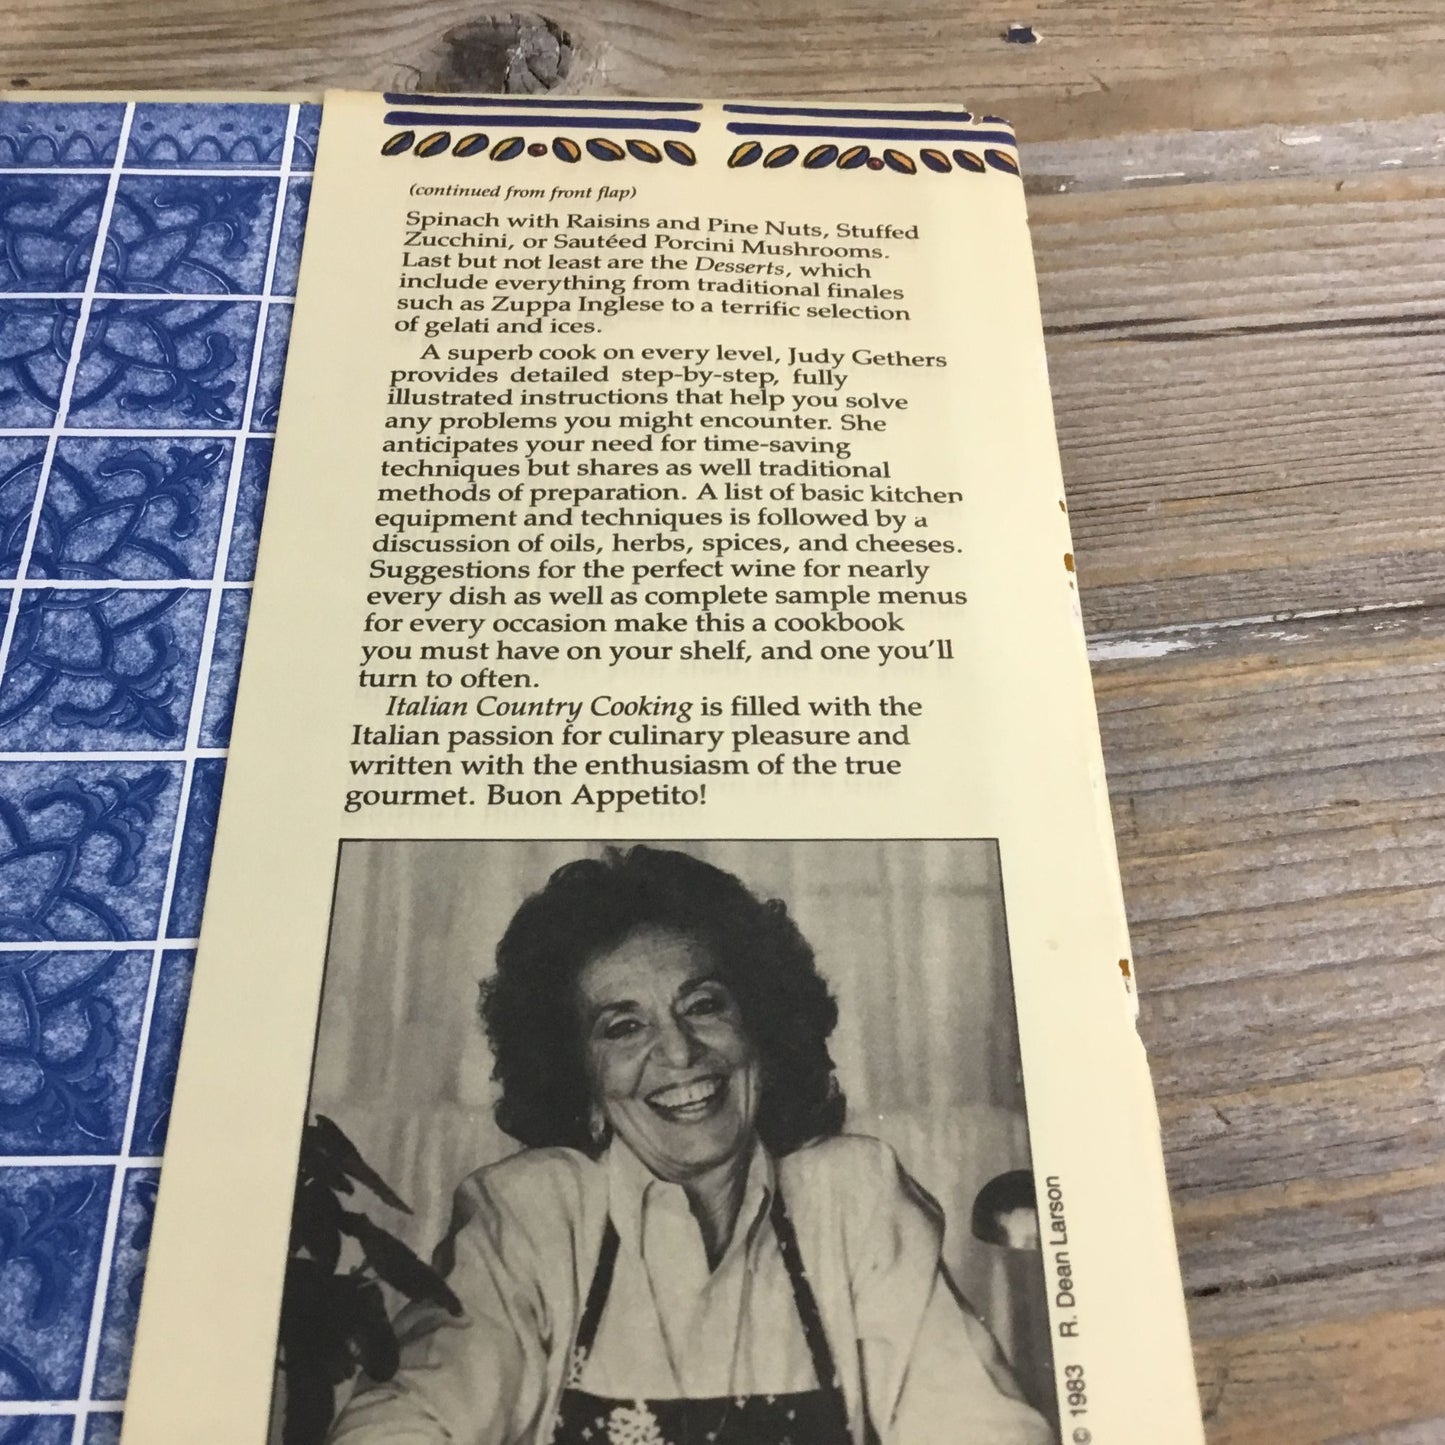 (continued from front flap)
Spinach with Raisins and Pine Nuts, Stuffed
Zucchini, or Sautéed Porcini Mushrooms.
Last but not least are the Desserts, which
include everything from traditional finales
such as Zuppa Inglese to a terrific selection
of gelati and ices.
A superb cook on every level, Judy Gethers
provides detailed step-by-step, fully
illustrated instructions that help you solve
any problems you might encounter. She
anticipates your need for time-saving
techniques but shares as well traditional
methods of preparation. A list of basic kitchen
equipment and techniques is followed by a
discussion of oils, herbs, spices, and cheeses.
Suggestions for the perfect wine for nearly
every dish as well as complete sample menus
for every occasion make this a cookbook
you must have on your shelf, and one you'll
turn to often.
Italian Country Cooking is filled with the
Italian passion for culinary pleasure and
written with the enthusiasm of the true
gourmet. Buon Appetito!
© 1983 R. Dean Larson